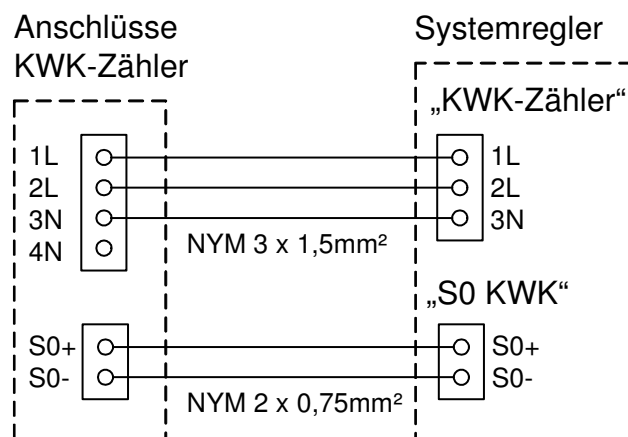 Anschlüsse
KWK-Zähler
Systemregler
„KWK-Zähler“
1L
2L
3N
4N
1L
2L
3N
NYM 3 x 1,5mm²
„S0 KWK“
S0+
S0-
S0+
S0-
NYM 2 x 0,75mm²